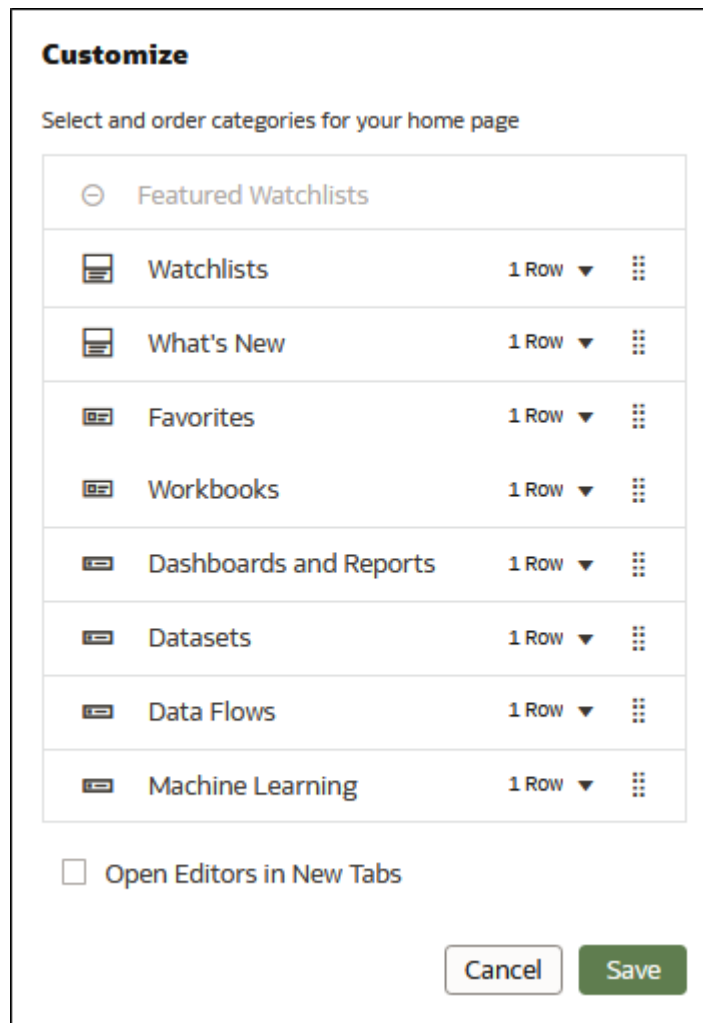 Customize
Select and order categories for your home page
Featured Watchlists
Watchlists 1 Row
What's New 1 Row
Favorites 1 Row
Workbooks 1 Row
Dashboards and Reports 1 Row
Datasets 1 Row
Data Flows 1 Row
Machine Learning 1 Row
Open Editors in New Tabs
Cancel Save